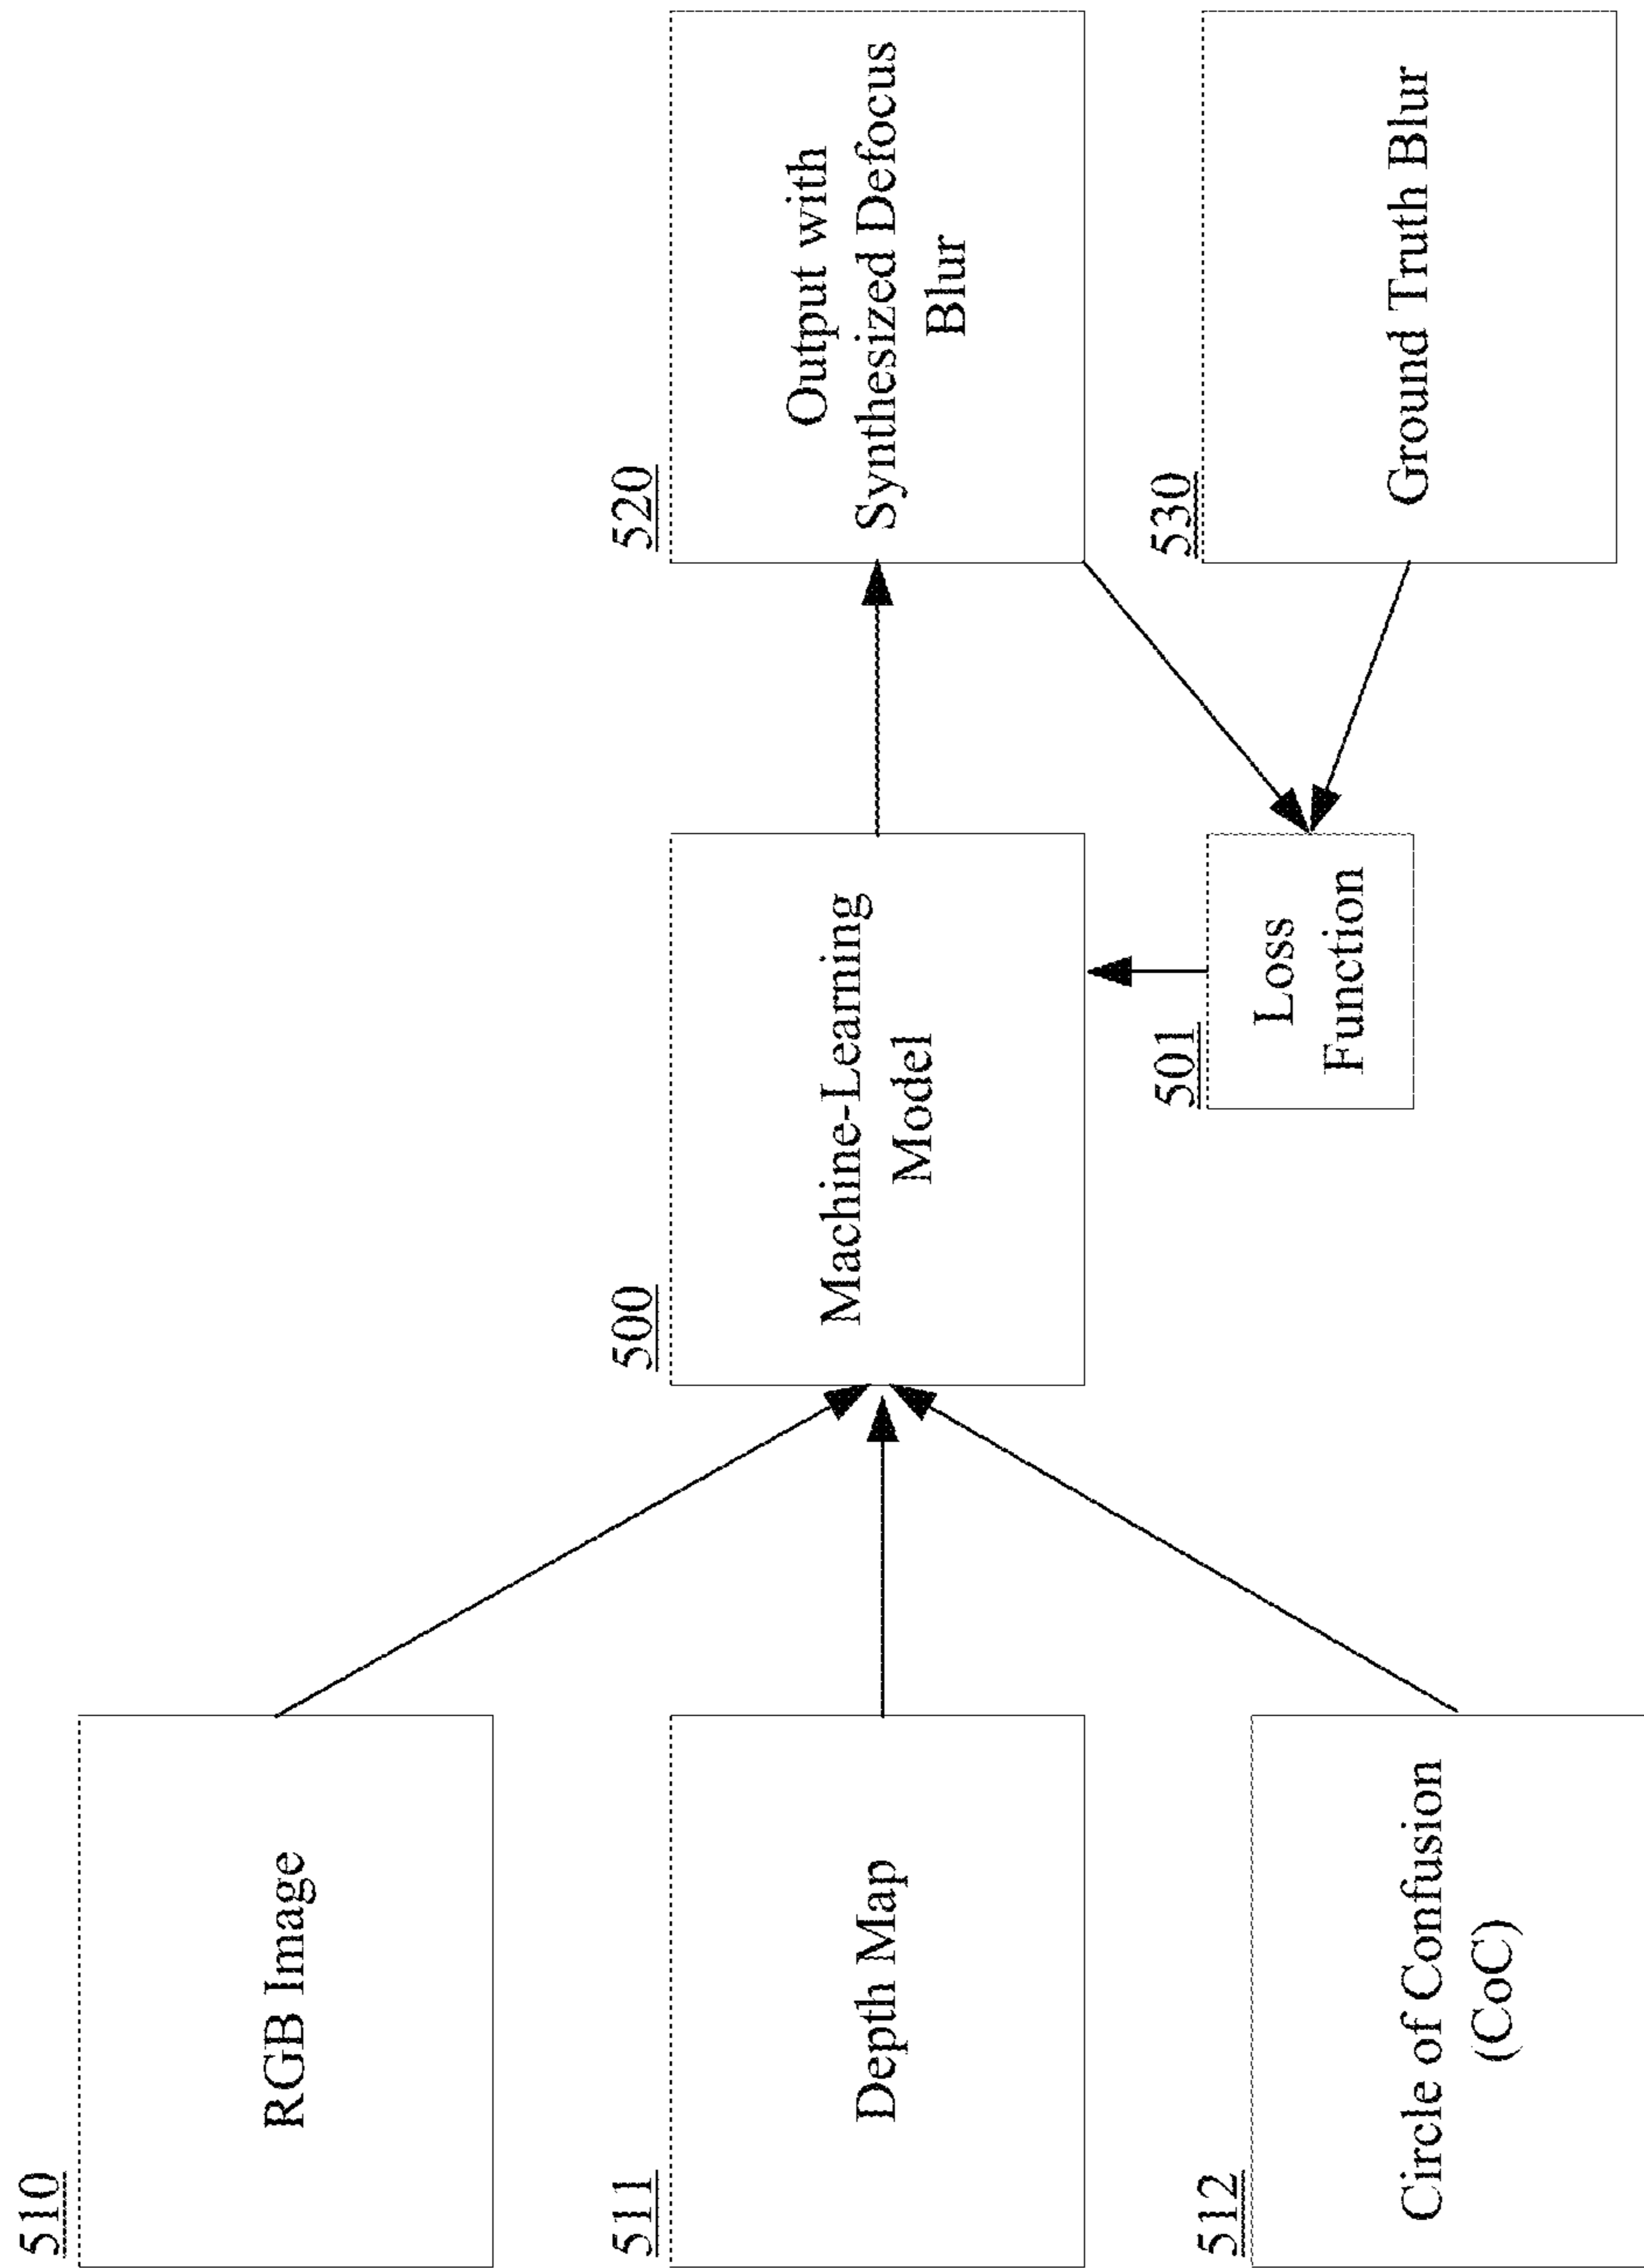 510
RGB Image
511
Depth Map
512
Circle of Confusion
(CoC)
500
Machine-Learning
Model
501
Loss
Function
520
Output with
Synthesized Defocus
Blur
530
Ground Truth Blur